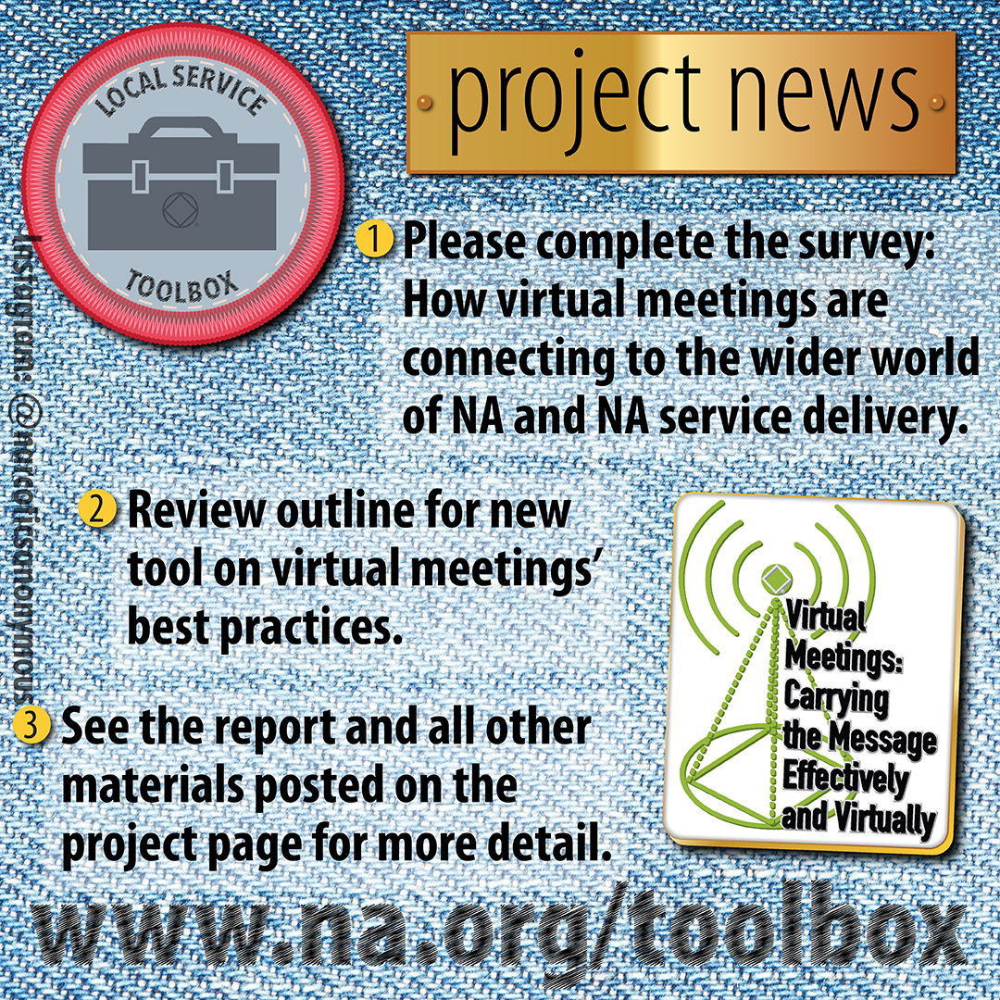 LOCAL SERVICE
TOOLBOX
project news
1 Please complete the survey:
How virtual meetings are
connecting to the wider world
of NA and NA service delivery.
2 Review outline for new
tool on virtual meetings’
best practices.
Virtual
Meetings:
Carrying
the Message
Effectively
and Virtually
3 See the report and all other
materials posted on the
project page for more detail.
www.na.org/toolbox